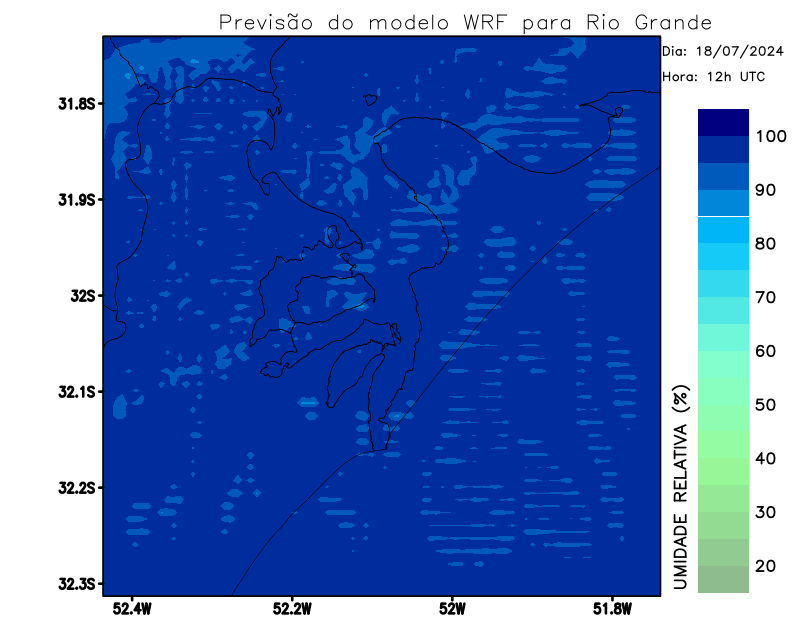 Previsão do modelo WRF para Rio Grande
Dia: 18/07/2024
Hora: 12h UTC
31.8S
31.9S
32S
32.1S
32.2S
32.3S
52.4W
52.2W
52W
51.8W
UMIDADE RELATIVA (%)
100
90
80
70
60
50
40
30
20